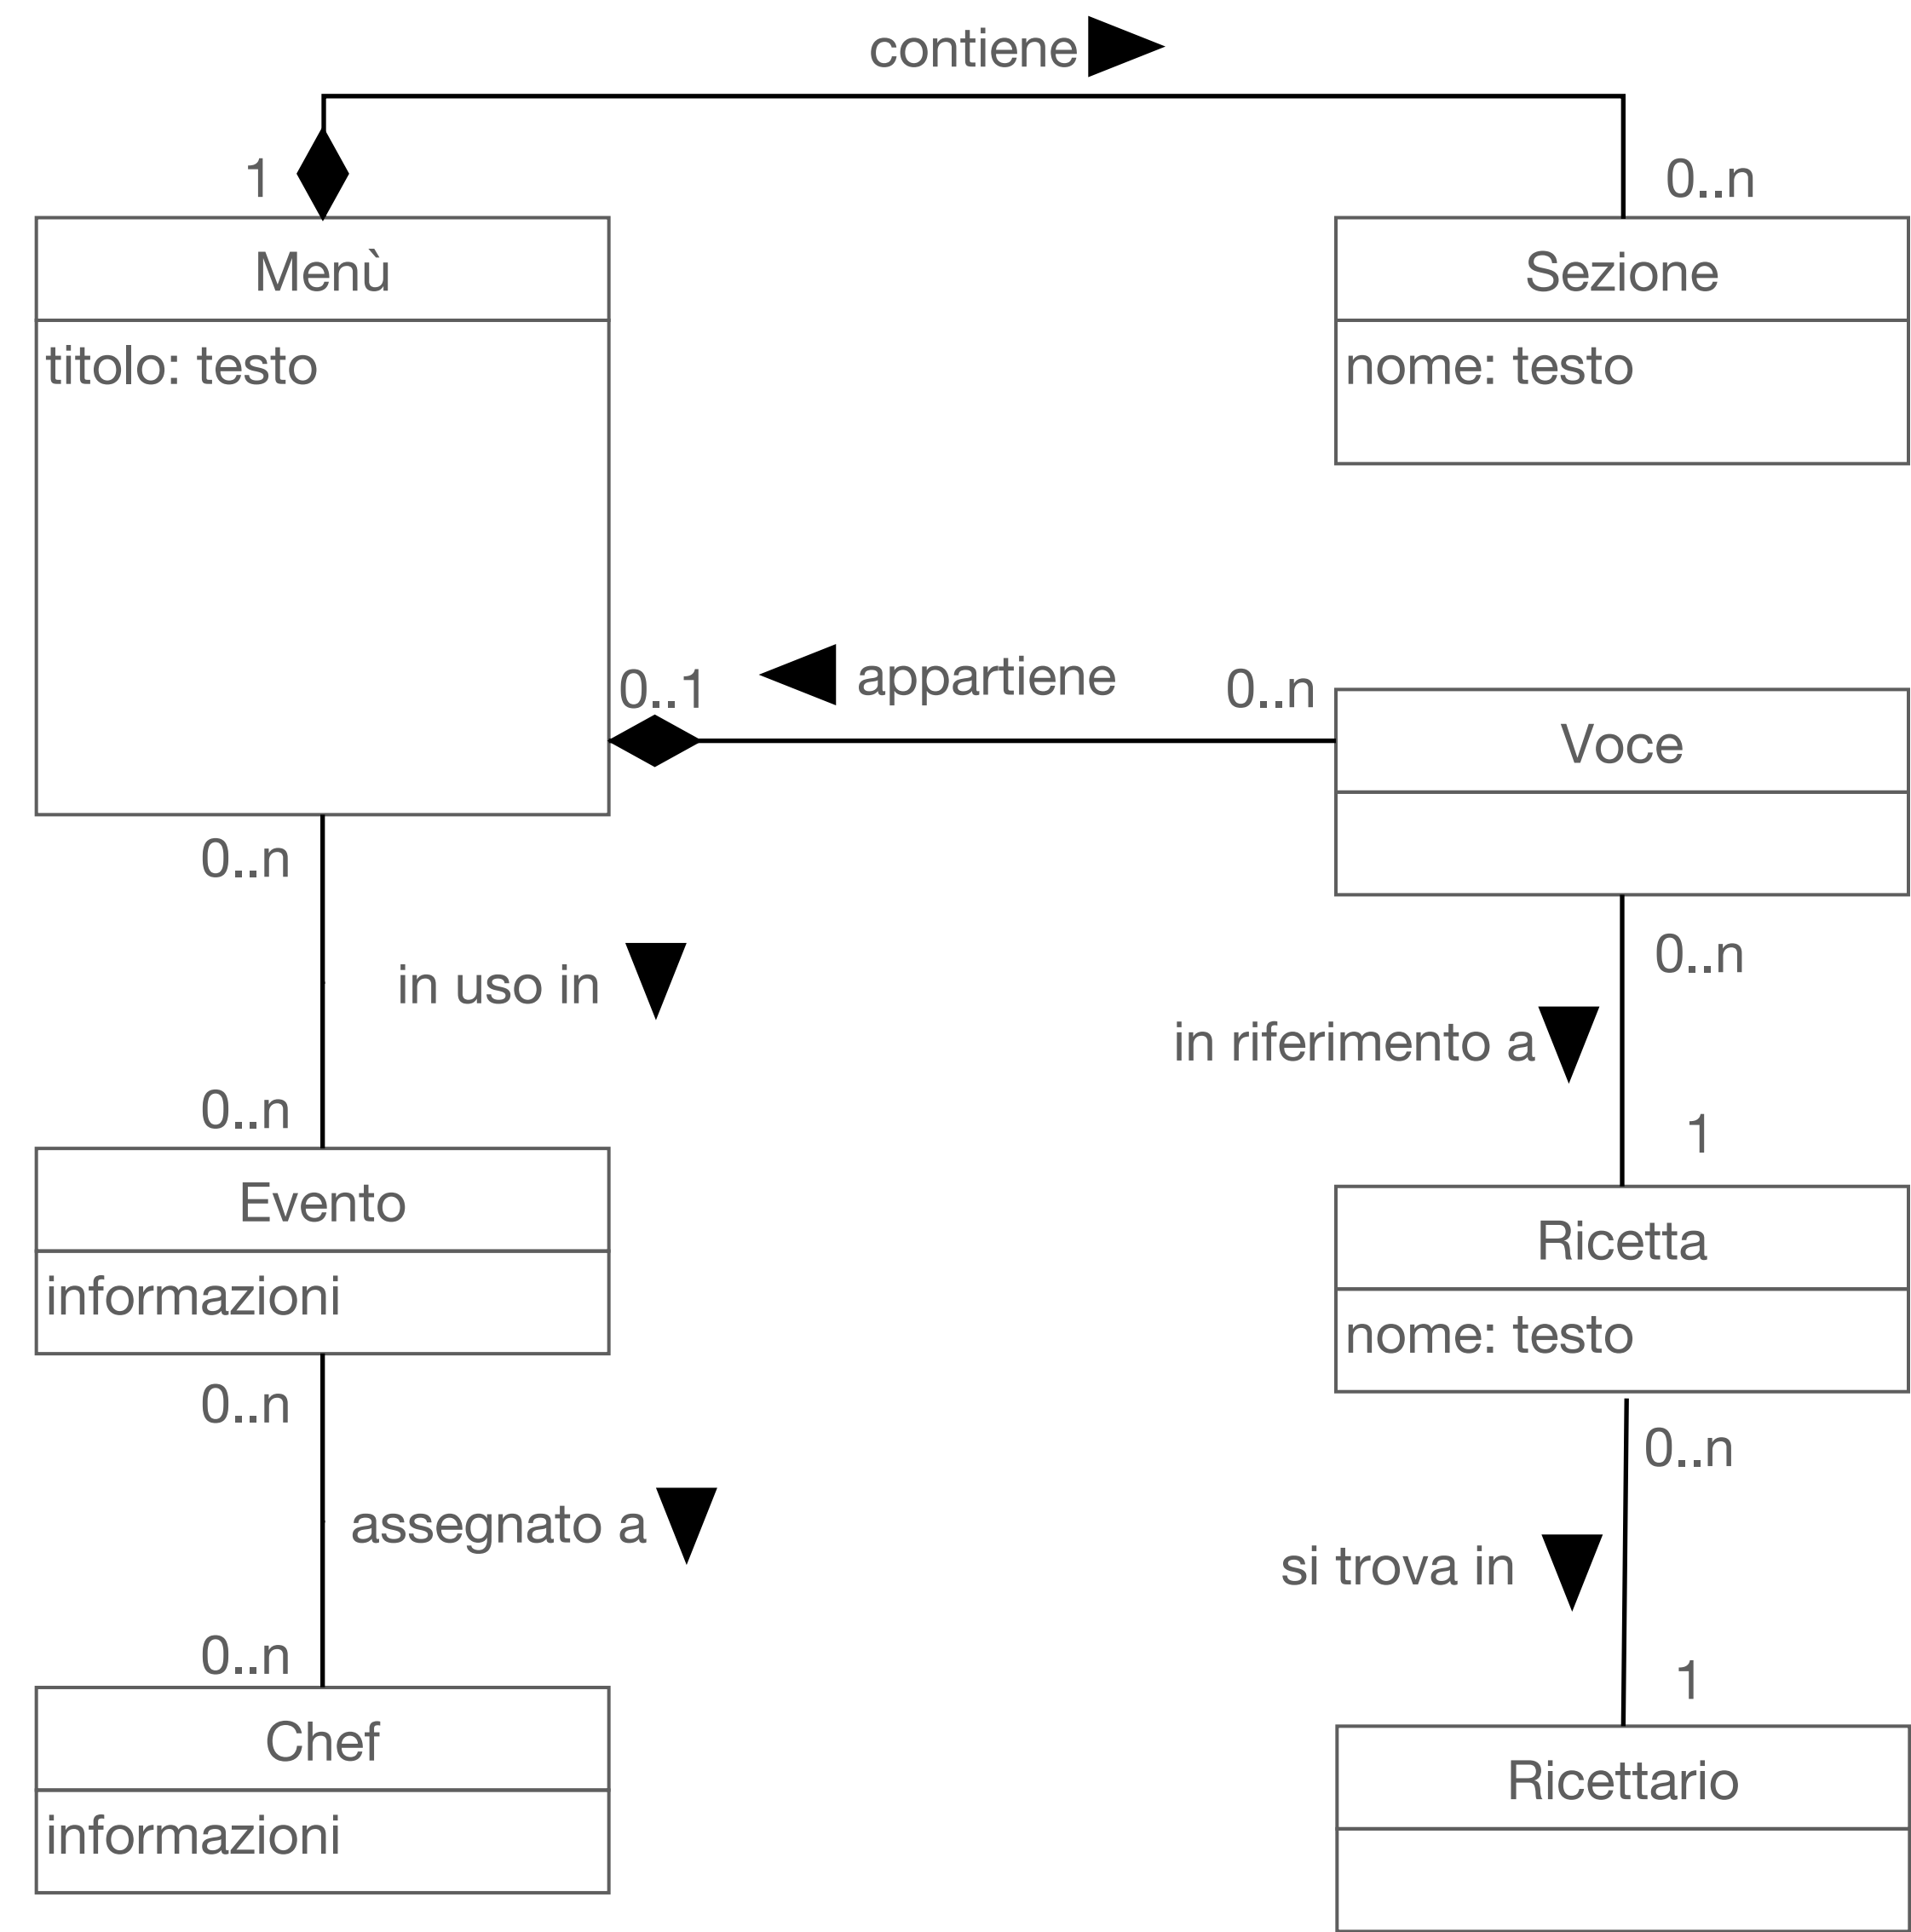 contiene
1
0..n
Menù
Sezione
titolo: testo
nome: testo
0..1
appartiene
0..n
Voce
0..n
0..n
in uso in
in riferimento a
0..n
1
Evento
Ricetta
informazioni
nome: testo
0..n
0..n
assegnato a
si trova in
0..n
1
Chef
Ricettario
informazioni